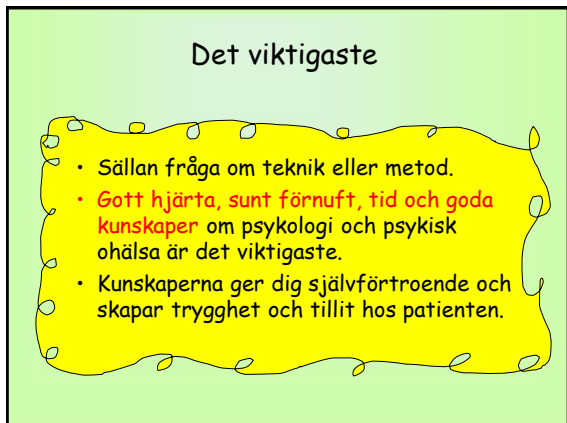 Det viktigaste
• Sällan fråga om teknik eller metod.
• Gott hjärta, sunt förnuft, tid och goda
kunskaper om psykologi och psykisk
ohälsa är det viktigaste.
• Kunskaperna ger dig självförtroende och
skapar trygghet och tillit hos patienten.